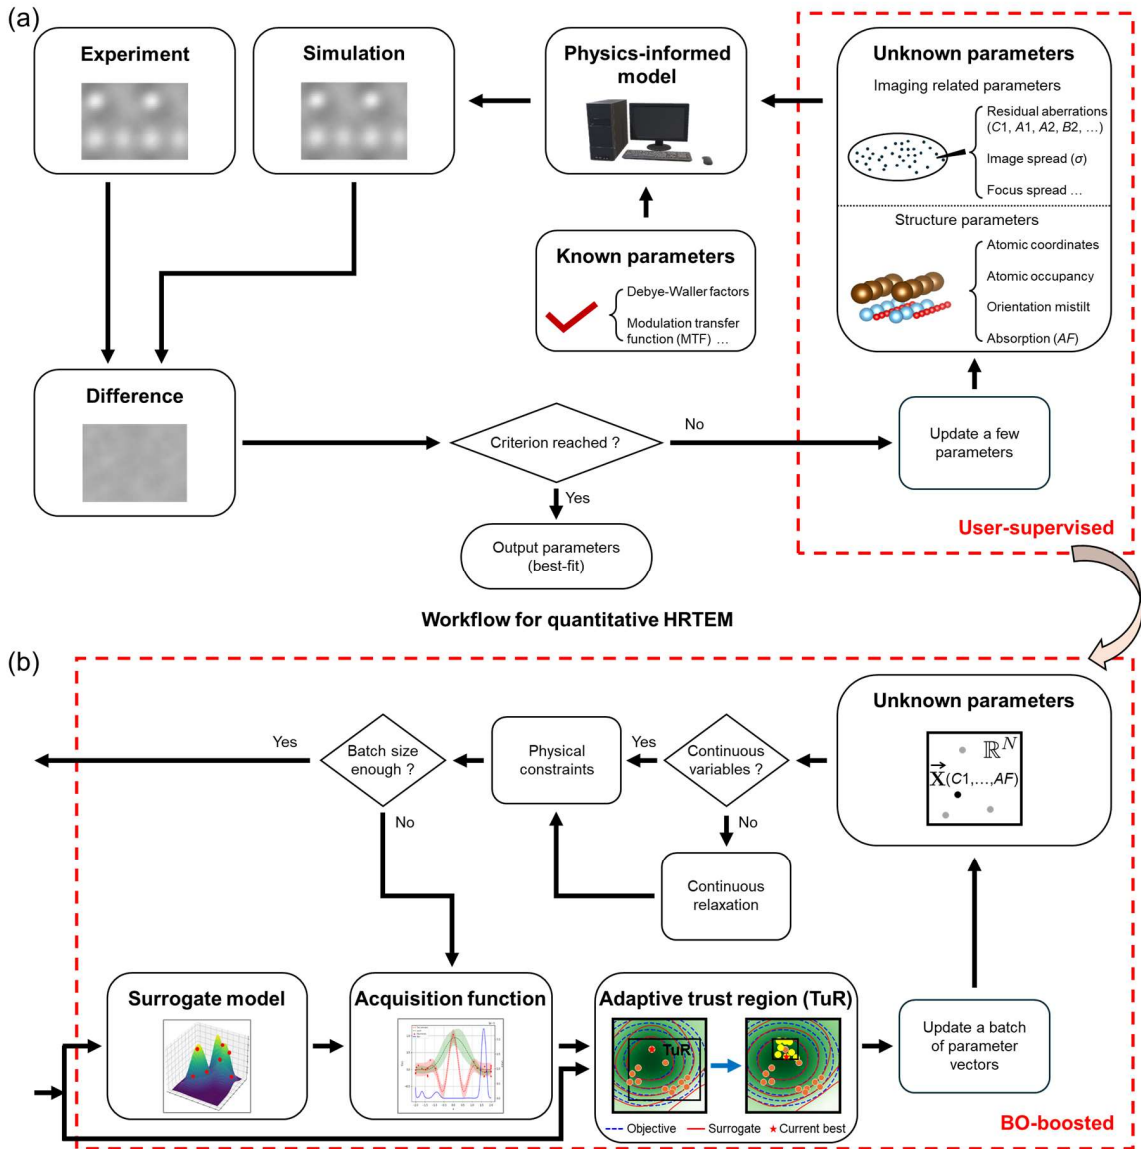 (a)
Experiment
Simulation
Physics-informed
model
Unknown parameters
Imaging related parameters
Residual aberrations
(C1, A1, A2, B2, …)
Image spread (σ)
Focus spread …
Structure parameters
Atomic coordinates
Atomic occupancy
Orientation mistilt
Absorption (AF)
Known parameters
Debye-Waller factors
Modulation transfer
function (MTF) …
Difference
Criterion reached ?
No
Yes
Update a few
parameters
User-supervised
Output parameters
(best-fit)
Workflow for quantitative HRTEM
(b)
Unknown parameters
ℝᴺ
X⃗(C1,…,AF)
Continuous
variables ?
Yes
No
Physical
constraints
Batch size
enough ?
Yes
No
Continuous
relaxation
Surrogate model
Acquisition function
Adaptive trust region (TuR)
TuR
Objective
Surrogate
Current best
Update a batch
of parameter
vectors
BO-boosted